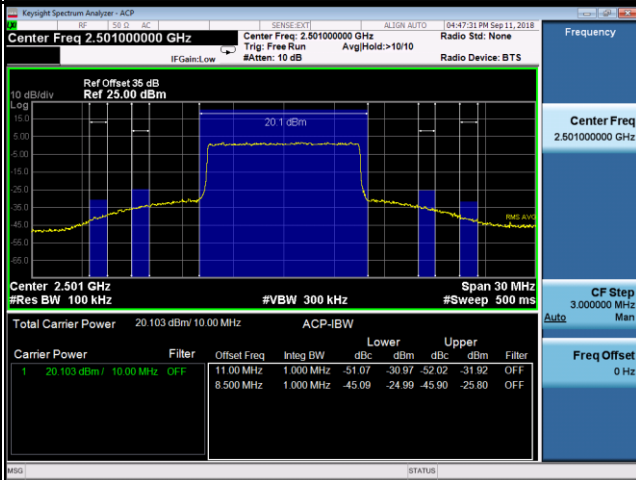 Keysight Spectrum Analyzer - ACP
RF 50 Ω AC SENSE:EXT ALIGN AUTO 04:47:31 PM Sep 11, 2018
Center Freq 2.501000000 GHz
Center Freq: 2.501000000 GHz Radio Std: None
Trig: Free Run Avg|Hold:>10/10
IFGain:Low #Atten: 10 dB Radio Device: BTS
Frequency
Ref Offset 35 dB
10 dB/div Ref 25.00 dBm
Log
15.0
5.00
-5.00
-15.0
-25.0
-35.0
-45.0
-55.0
-65.0
20.1 dBm
RMS AVG
Center Freq
2.501000000 GHz
Center 2.501 GHz Span 30 MHz
#Res BW 100 kHz #VBW 300 kHz #Sweep 500 ms
CF Step
3.000000 MHz
Auto Man
Total Carrier Power 20.103 dBm/ 10.00 MHz ACP-IBW
Lower Upper
Carrier Power Filter Offset Freq Integ BW dBc dBm dBc dBm Filter
1 20.103 dBm / 10.00 MHz OFF 11.00 MHz 1.000 MHz -51.07 -30.97 -52.02 -31.92 OFF
8.500 MHz 1.000 MHz -45.09 -24.99 -45.90 -25.80 OFF
Freq Offset
0 Hz
MSG STATUS